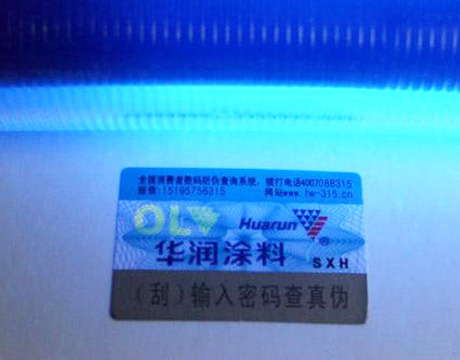 全国消费者数码防伪查询系统，拨打电话4007088315
短信:15195756315 网站www.iw-315.cn
OL
Huarun®
华润涂料 SXH
(刮)输入密码查真伪